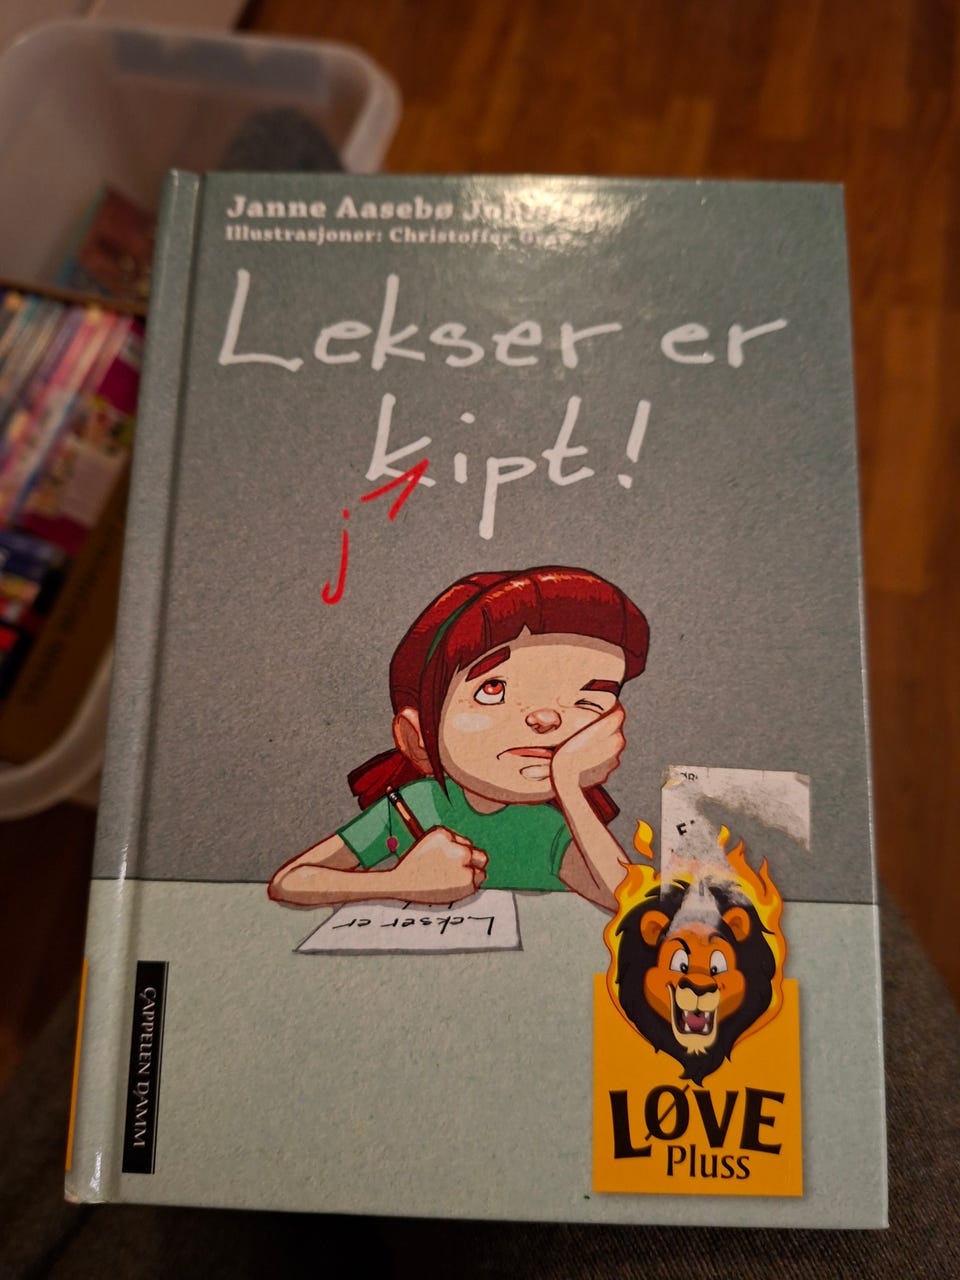 Janne Aasebø
Illustrasjoner: Christoffer
Lekser er
kipt!
j
Lekser er
LØVE
Pluss
CAPPELEN DAMM